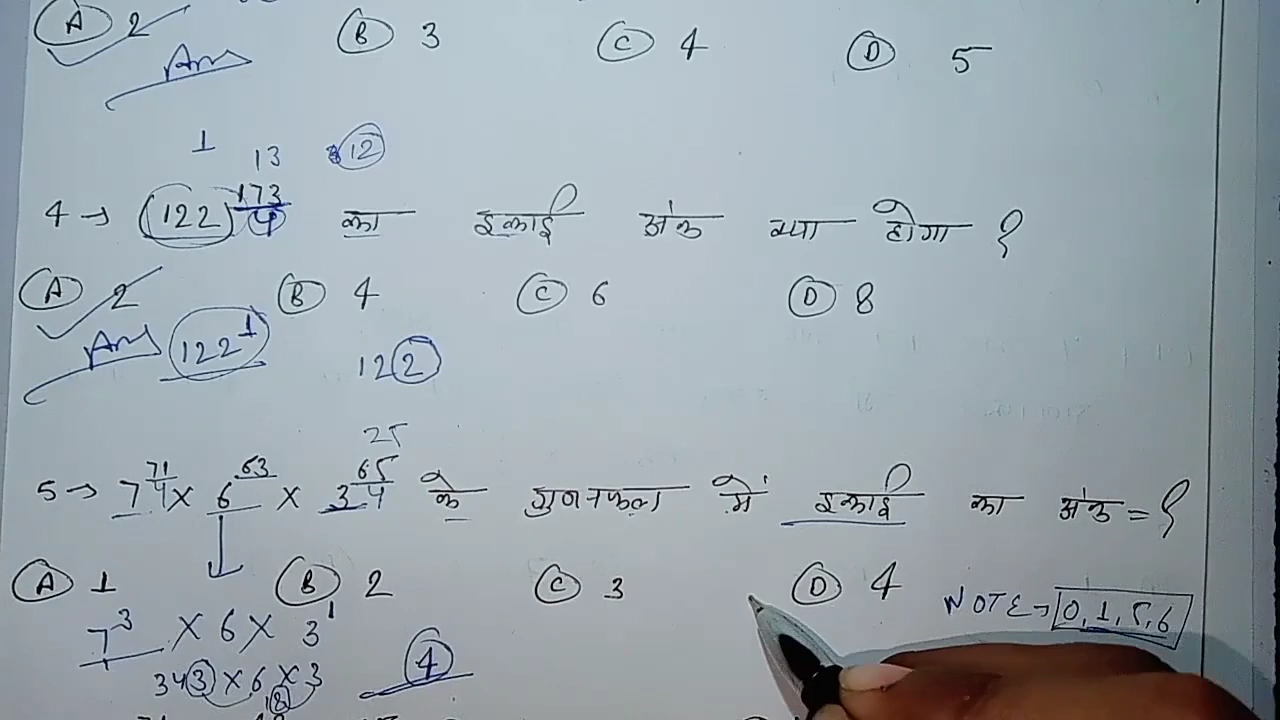 Ⓐ 2 Ⓑ 3 Ⓒ 4 Ⓓ 5
Ans
1 13 12
4→ (122)^173/4 का इकाई अंक क्या होगा ?
Ⓐ 2 Ⓑ 4 Ⓒ 6 Ⓓ 8
Ans 122^1 122
25
5→ 7^71/4 × 6^63 × 3^65/4 के गुणनफल में इकाई का अंक = ?
Ⓐ 1 Ⓑ 2 Ⓒ 3 Ⓓ 4
NOTE→ 0, 1, 5, 6
7^3 × 6 × 3^1 4
343 × 6 × 3
18